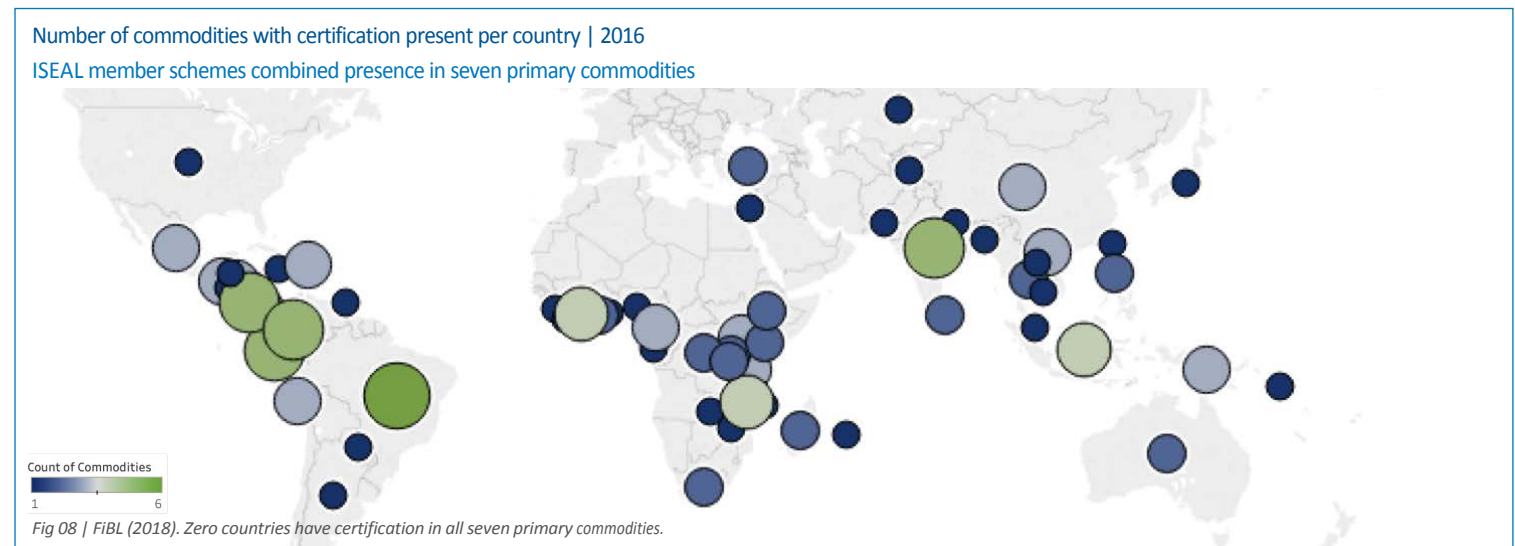 Number of commodities with certification present per country | 2016
ISEAL member schemes combined presence in seven primary commodities
Count of Commodities
1 6
Fig 08 | FiBL (2018). Zero countries have certification in all seven primary commodities.